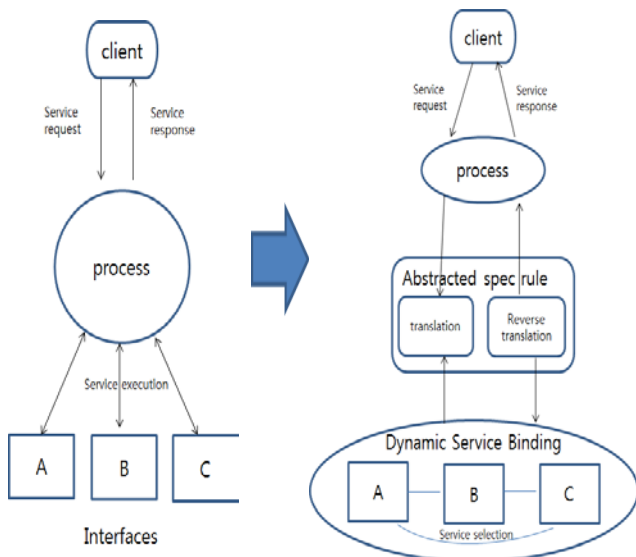 client
Service
request
Service
response
process
Service execution
A
B
C
Interfaces
client
Service
request
Service
response
process
Abstracted spec rule
translation
Reverse
translation
Dynamic Service Binding
A
B
C
Service selection